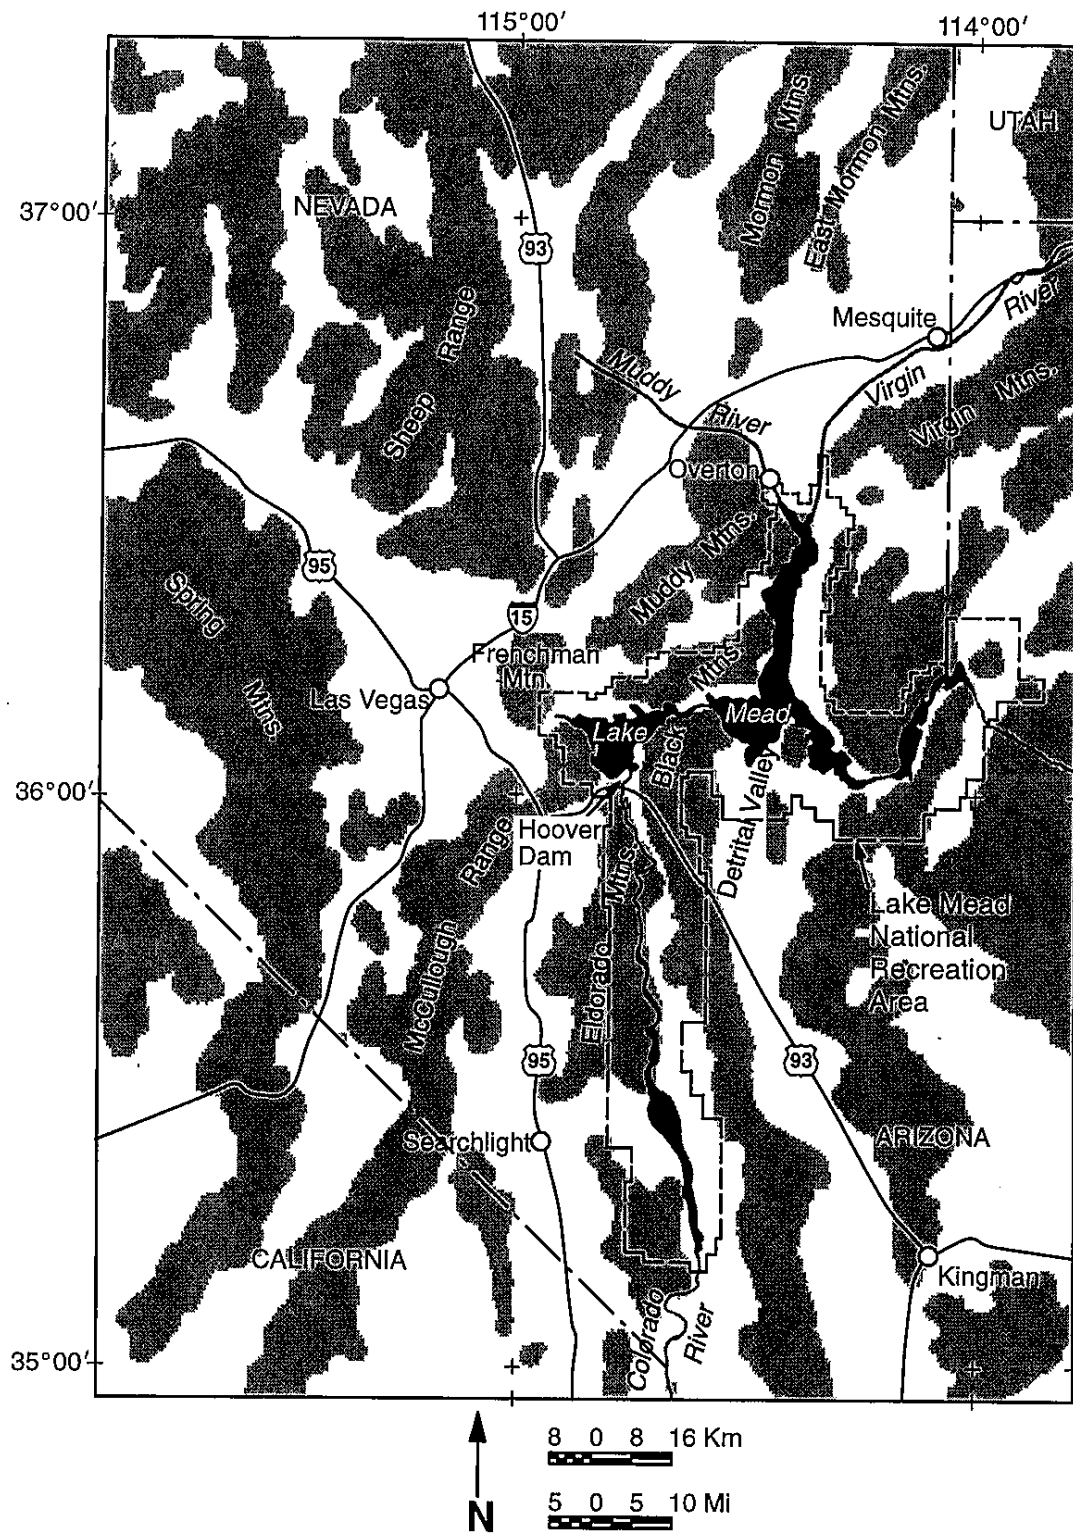 115°00′
114°00′
UTAH
Mormon Mtns.
East Mormon Mtns.
37°00′
NEVADA
93
Sheep Range
Mesquite
River
Virgin
Virgin Mtns.
Muddy
River
Overton
95
Spring
Mtns.
Muddy Mtns.
15
Frenchman
Mtn.
Las Vegas
Mtns.
Lake
Mead
Black
36°00′
Hoover
Dam
Detrital Valley
Range
McCullough
Eldorado
Mtns.
Lake Mead
National
Recreation
Area
95
93
Searchlight
ARIZONA
CALIFORNIA
Kingman
35°00′
Colorado
River
8 0 8 16 Km
5 0 5 10 Mi
N